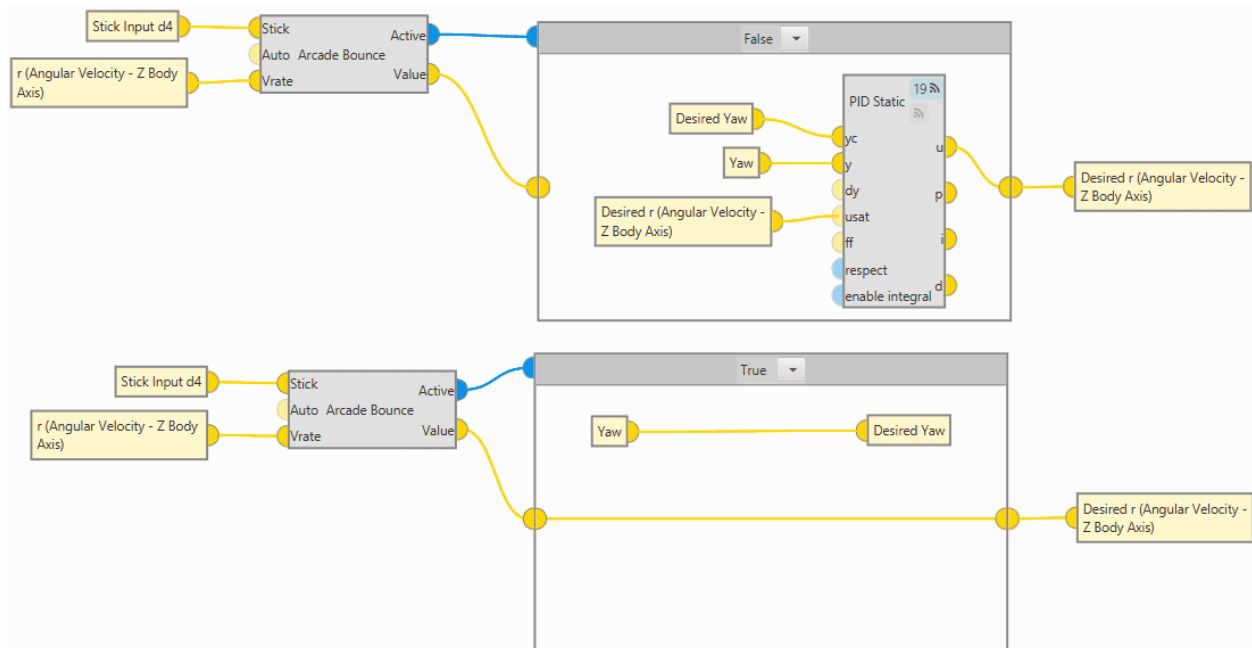 Stick Input d4
r (Angular Velocity - Z Body
Axis)
Stick
Auto Arcade Bounce
Vrate
Active
Value
False
Desired Yaw
Yaw
Desired r (Angular Velocity -
Z Body Axis)
PID Static
19
yc
y
dy
usat
ff
respect
enable integral
u
p
i
d
Desired r (Angular Velocity -
Z Body Axis)
Stick Input d4
r (Angular Velocity - Z Body
Axis)
Stick
Auto Arcade Bounce
Vrate
Active
Value
True
Yaw
Desired Yaw
Desired r (Angular Velocity -
Z Body Axis)